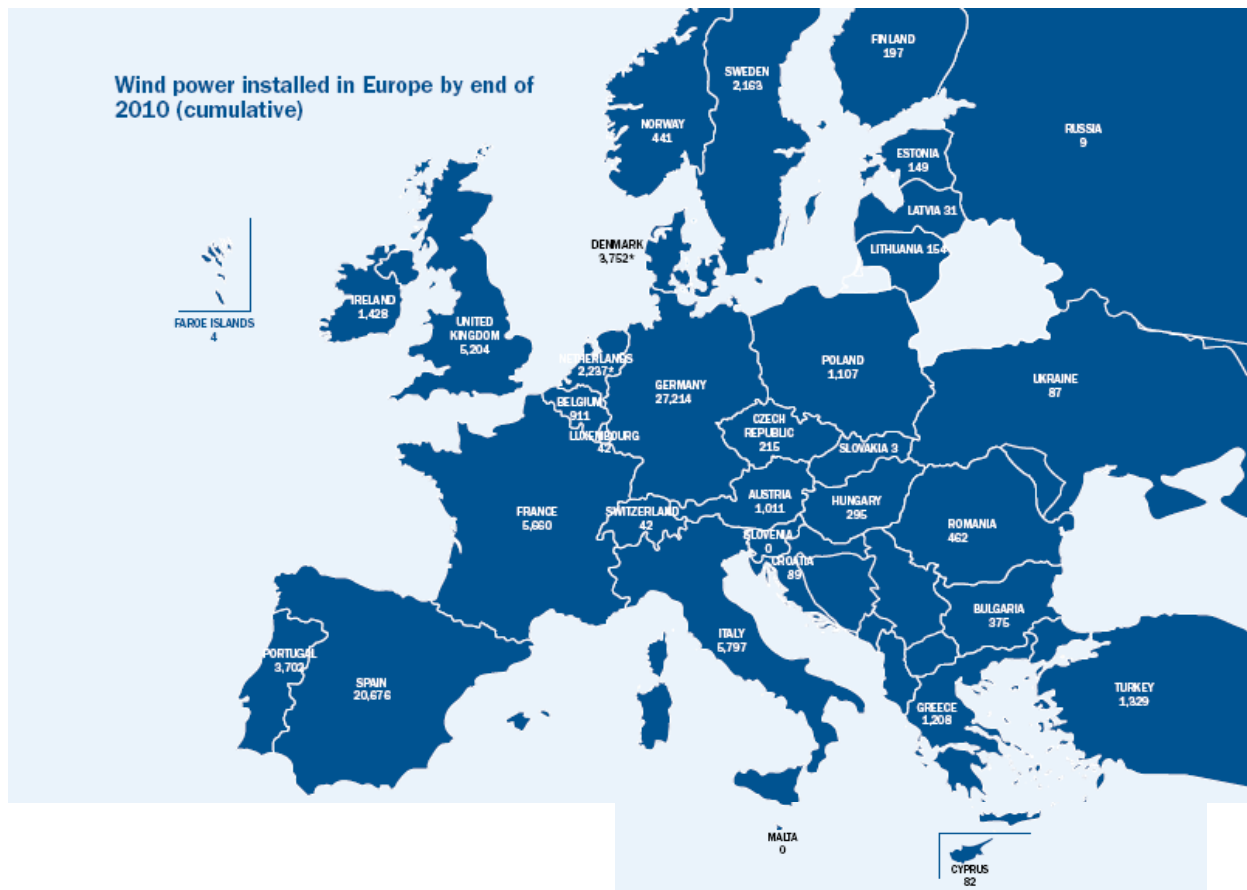 Wind power installed in Europe by end of
2010 (cumulative)
FINLAND
197
SWEDEN
2,163
NORWAY
441
RUSSIA
9
ESTONIA
149
LATVIA 31
LITHUANIA 154
DENMARK
3,752*
FAROE ISLANDS
4
IRELAND
1,428
UNITED
KINGDOM
5,204
NETHERLANDS
2,237*
BELGIUM
911
LUXEMBOURG
42
GERMANY
27,214
POLAND
1,107
UKRAINE
87
CZECH
REPUBLIC
215
SLOVAKIA 3
FRANCE
5,660
SWITZERLAND
42
AUSTRIA
1,011
HUNGARY
295
ROMANIA
462
SLOVENIA
0
CROATIA
89
BULGARIA
375
ITALY
5,797
PORTUGAL
3,702
SPAIN
20,676
GREECE
1,208
TURKEY
1,329
MALTA
0
CYPRUS
82